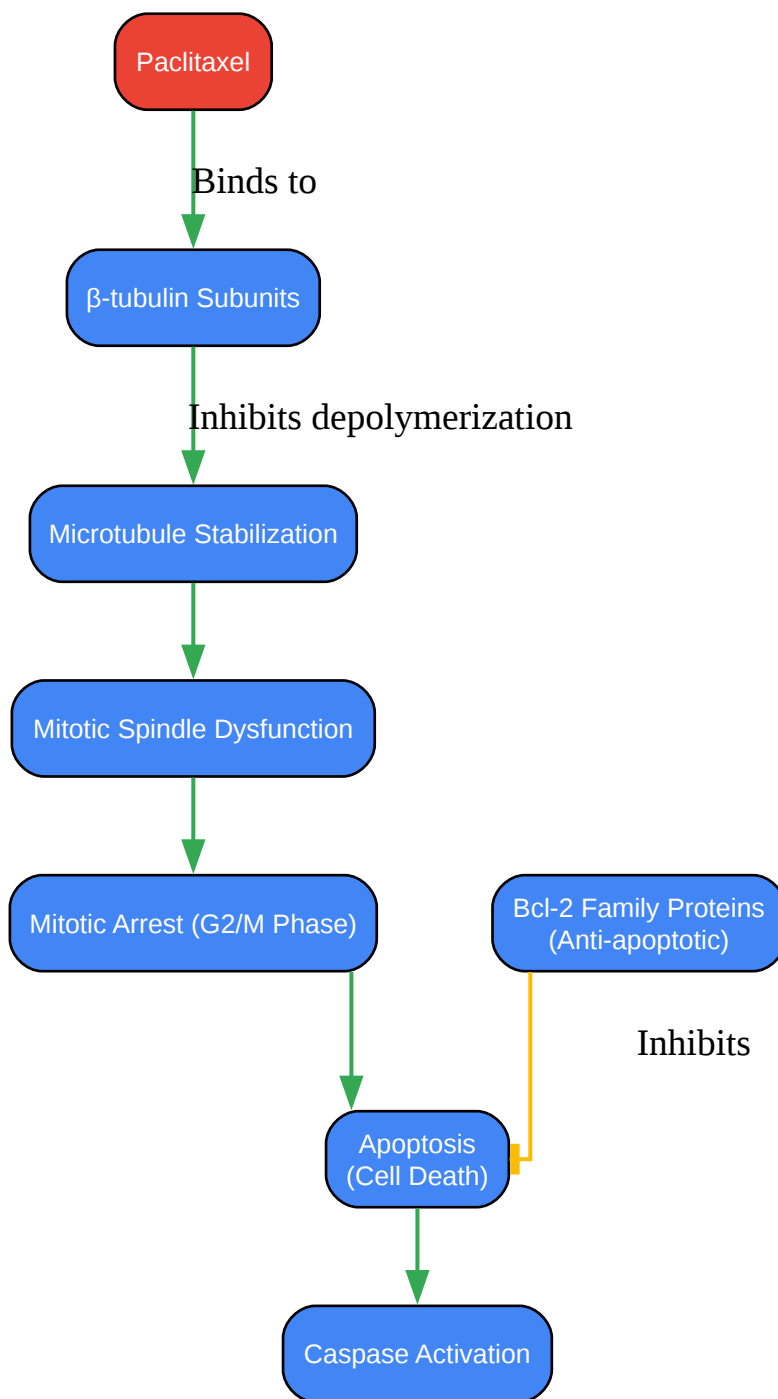 Paclitaxel
Binds to
β-tubulin Subunits
Inhibits depolymerization
Microtubule Stabilization
Mitotic Spindle Dysfunction
Mitotic Arrest (G2/M Phase)
Bcl-2 Family Proteins
(Anti-apoptotic)
Inhibits
Apoptosis
(Cell Death)
Caspase Activation